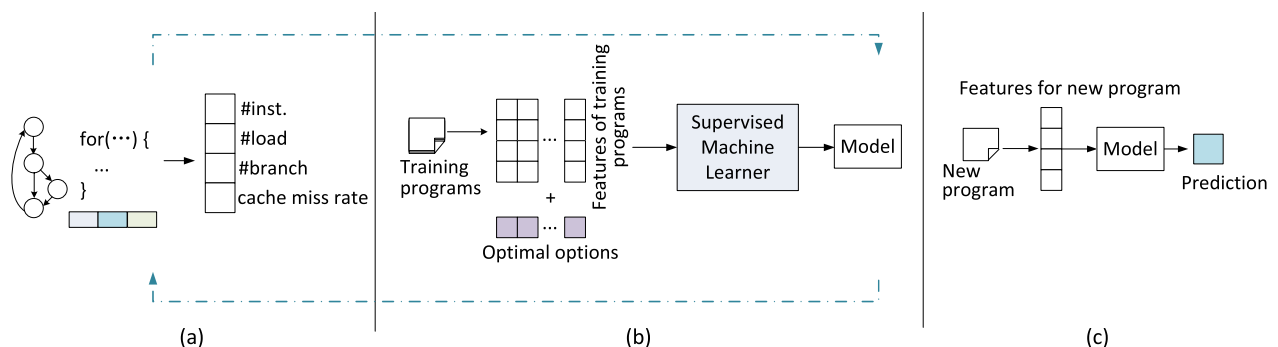 for(⋯) {
...
}
#inst.
#load
#branch
cache miss rate
(a)
Training
programs
...
Features of training
programs
+
...
Optimal options
Supervised
Machine
Learner
Model
(b)
Features for new program
New
program
Model
Prediction
(c)